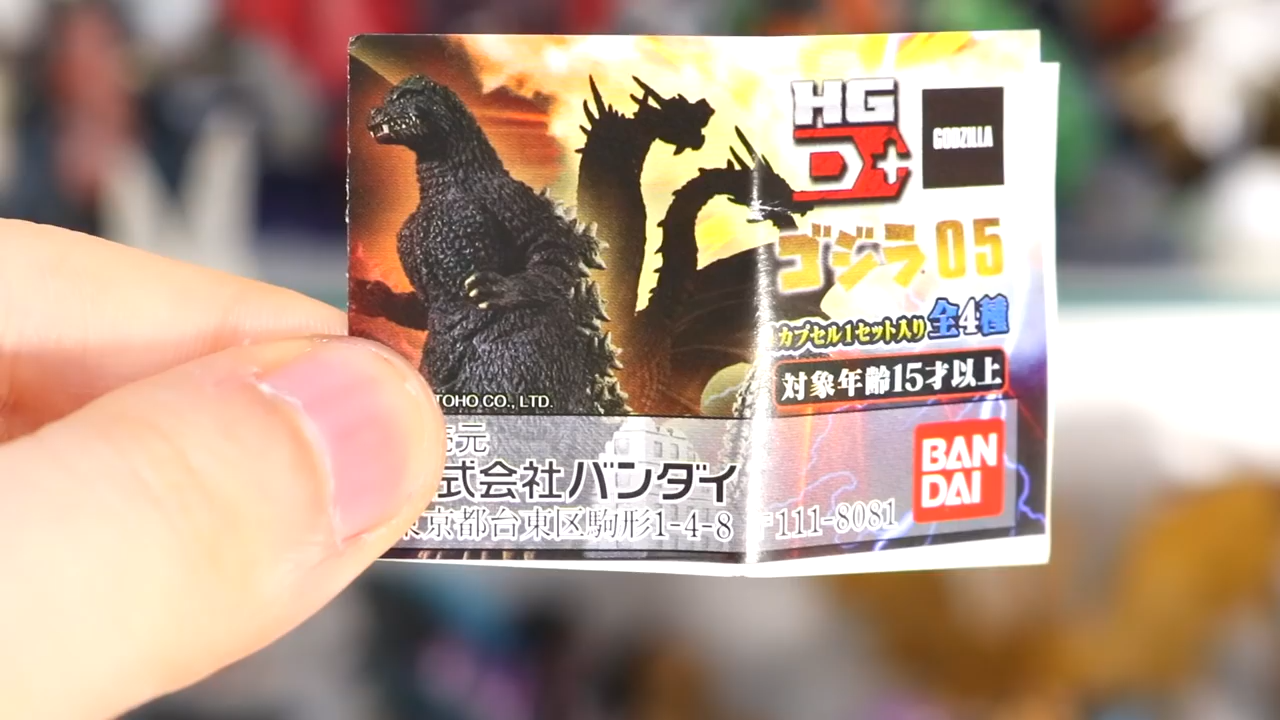 HG
D+
GODZILLA
ゴジラ05
カプセル1セット入り 全4種
対象年齢15才以上
TOHO CO., LTD.
元
式会社バンダイ
京都台東区駒形1-4-8 〒111-8081
BAN
DAI